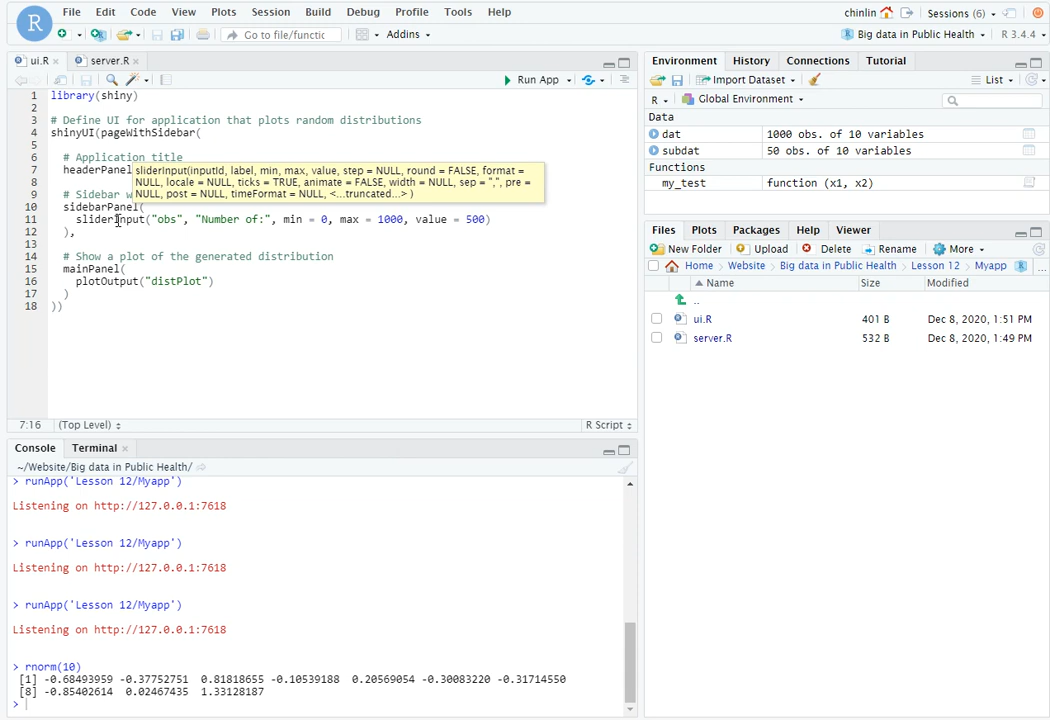 File Edit Code View Plots Session Build Debug Profile Tools Help
chinlin Sessions (6)
R Go to file/functic Addins Big data in Public Health R 3.4.4
ui.R server.R
Run App
1 library(shiny)
2
3 # Define UI for application that plots random distributions
4 shinyUI(pageWithSidebar(
5
6 # Application title
7 headerPanel
8
9 # Sidebar w
10 sidebarPanel(
11 sliderInput("obs", "Number of:", min = 0, max = 1000, value = 500)
12 ),
13
14 # Show a plot of the generated distribution
15 mainPanel(
16 plotOutput("distPlot")
17 )
18 ))
sliderInput(inputId, label, min, max, value, step = NULL, round = FALSE, format =
NULL, locale = NULL, ticks = TRUE, animate = FALSE, width = NULL, sep = ",", pre =
NULL, post = NULL, timeFormat = NULL, <...truncated...> )
7:16 (Top Level) R Script
Console Terminal
~/Website/Big data in Public Health/
> runApp('Lesson 12/Myapp')
Listening on http://127.0.0.1:7618
> runApp('Lesson 12/Myapp')
Listening on http://127.0.0.1:7618
> runApp('Lesson 12/Myapp')
Listening on http://127.0.0.1:7618
> rnorm(10)
[1] -0.68493959 -0.37752751 0.81818655 -0.10539188 0.20569054 -0.30083220 -0.31714550
[8] -0.85402614 0.02467435 1.33128187
>
Environment History Connections Tutorial
Import Dataset List
R Global Environment
Data
dat 1000 obs. of 10 variables
subdat 50 obs. of 10 variables
Functions
my_test function (x1, x2)
Files Plots Packages Help Viewer
New Folder Upload Delete Rename More
Home Website Big data in Public Health Lesson 12 Myapp ...
Name Size Modified
..
ui.R 401 B Dec 8, 2020, 1:51 PM
server.R 532 B Dec 8, 2020, 1:49 PM